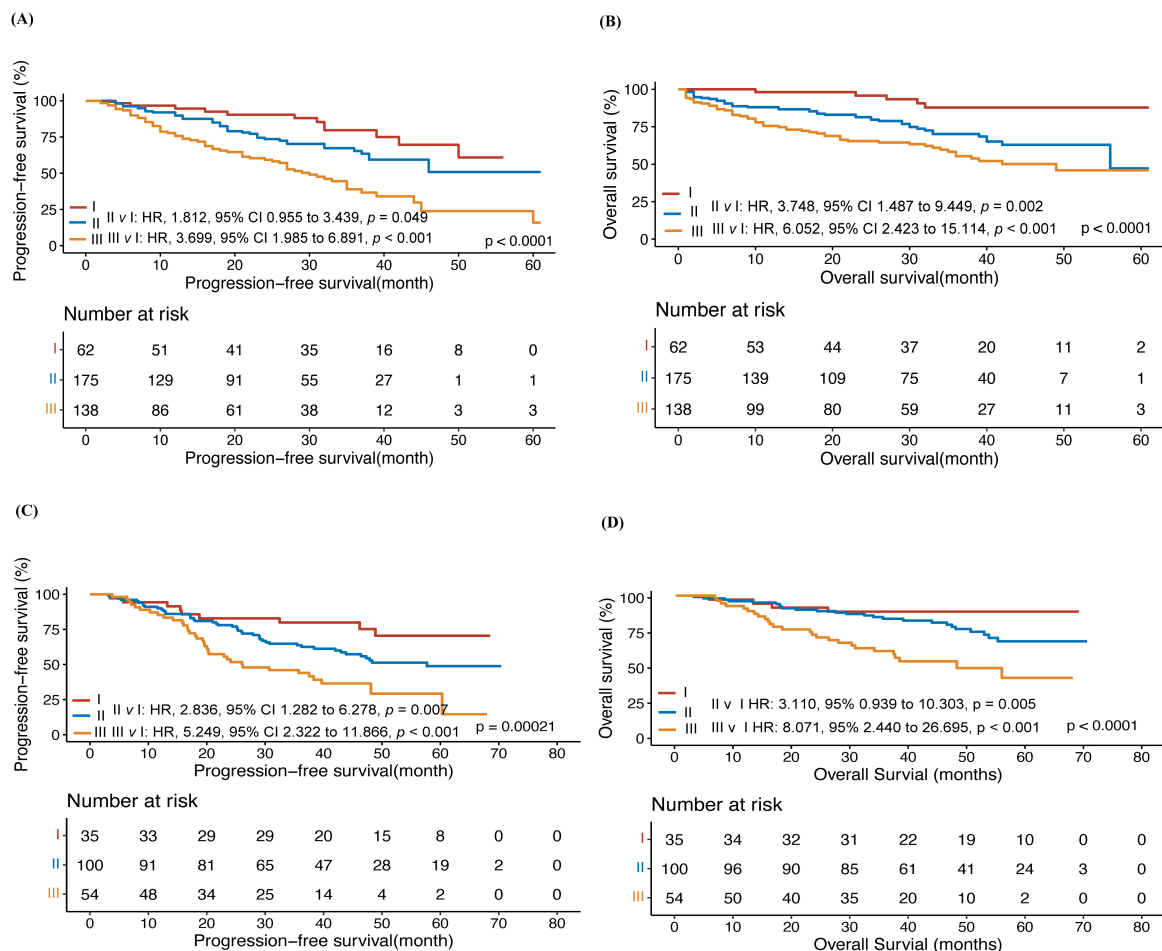 (A)
Progression−free survival (%)
100
75
50
25
0
I
II
III
II v I: HR, 1.812, 95% CI 0.955 to 3.439, p = 0.049
III v I: HR, 3.699, 95% CI 1.985 to 6.891, p < 0.001
p < 0.0001
0 10 20 30 40 50 60
Progression−free survival(month)
Number at risk
I 62 51 41 35 16 8 0
II 175 129 91 55 27 1 1
III 138 86 61 38 12 3 3
0 10 20 30 40 50 60
Progression−free survival(month)
(B)
Overall survival (%)
100
75
50
25
0
I
II
III
II v I: HR, 3.748, 95% CI 1.487 to 9.449, p = 0.002
III v I: HR, 6.052, 95% CI 2.423 to 15.114, p < 0.001
p < 0.0001
0 10 20 30 40 50 60
Overall survival(month)
Number at risk
I 62 53 44 37 20 11 2
II 175 139 109 75 40 7 1
III 138 99 80 59 27 11 3
0 10 20 30 40 50 60
Overall survival(month)
(C)
Progression−free survival (%)
100
75
50
25
0
I
II
III
II v I: HR, 2.836, 95% CI 1.282 to 6.278, p = 0.007
III v I: HR, 5.249, 95% CI 2.322 to 11.866, p < 0.001
p = 0.00021
0 10 20 30 40 50 60 70 80
Progression−free survival(month)
Number at risk
I 35 33 29 29 20 15 8 0 0
II 100 91 81 65 47 28 19 2 0
III 54 48 34 25 14 4 2 0 0
0 10 20 30 40 50 60 70 80
Progression−free survival(month)
(D)
Overall survival (%)
100
75
50
25
0
I
II
III
II v I HR: 3.110, 95% 0.939 to 10.303, p = 0.005
III v I HR: 8.071, 95% 2.440 to 26.695, p < 0.001
p < 0.0001
0 10 20 30 40 50 60 70 80
Overall Survial (months)
Number at risk
I 35 34 32 31 22 19 10 0 0
II 100 96 90 85 61 41 24 3 0
III 54 50 40 35 20 10 2 0 0
0 10 20 30 40 50 60 70 80
Overall Survial (months)